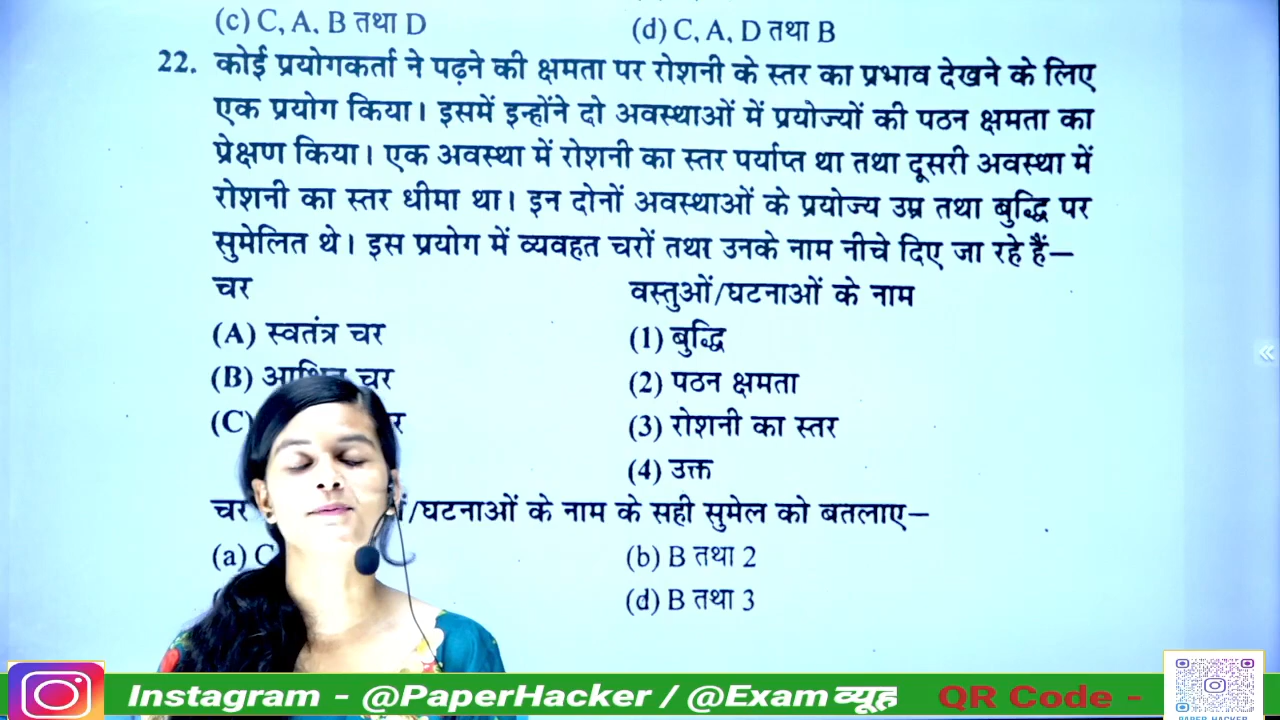 (c) C, A, B तथा D
(d) C, A, D तथा B
22. कोई प्रयोगकर्ता ने पढ़ने की क्षमता पर रोशनी के स्तर का प्रभाव देखने के लिए
एक प्रयोग किया। इसमें इन्होंने दो अवस्थाओं में प्रयोज्यों की पठन क्षमता का
प्रेक्षण किया। एक अवस्था में रोशनी का स्तर पर्याप्त था तथा दूसरी अवस्था में
रोशनी का स्तर धीमा था। इन दोनों अवस्थाओं के प्रयोज्य उम्र तथा बुद्धि पर
सुमेलित थे। इस प्रयोग में व्यवहत चरों तथा उनके नाम नीचे दिए जा रहे हैं—
चर
वस्तुओं/घटनाओं के नाम
(A) स्वतंत्र चर
(1) बुद्धि
(B) चर
(2) पठन क्षमता
(C)
(3) रोशनी का स्तर
(4) उक्त
चर /घटनाओं के नाम के सही सुमेल को बतलाए—
(a) C
(b) B तथा 2
(d) B तथा 3
Instagram - @PaperHacker / @Examव्यूह QR Code -
PAPER HACKER